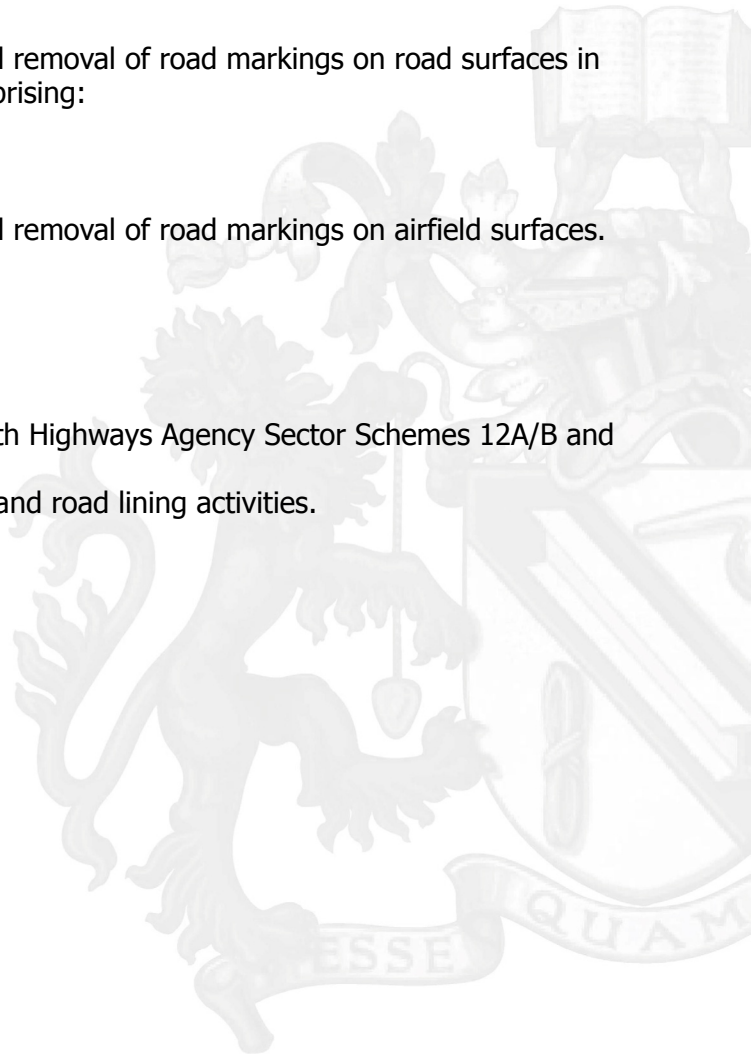 l removal of road markings on road surfaces in
prising:
l removal of road markings on airfield surfaces.
th Highways Agency Sector Schemes 12A/B and
and road lining activities.
ESSE
QUAM